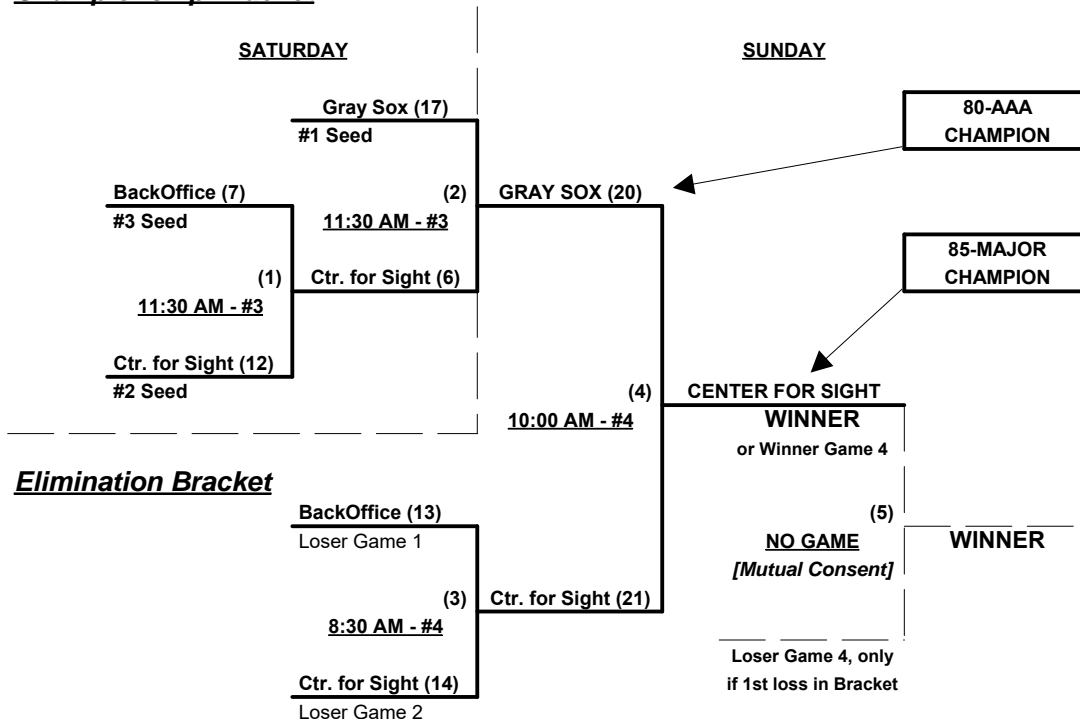 SATURDAY
SUNDAY
Gray Sox (17)
#1 Seed
80-AAA
CHAMPION
BackOffice (7)
#3 Seed
(2)
11:30 AM - #3
GRAY SOX (20)
85-MAJOR
CHAMPION
(1)
11:30 AM - #3
Ctr. for Sight (6)
Ctr. for Sight (12)
#2 Seed
(4)
10:00 AM - #4
CENTER FOR SIGHT
WINNER
or Winner Game 4
Elimination Bracket
BackOffice (13)
Loser Game 1
(5)
NO GAME
[Mutual Consent]
WINNER
(3)
8:30 AM - #4
Ctr. for Sight (21)
Ctr. for Sight (14)
Loser Game 2
Loser Game 4, only
if 1st loss in Bracket